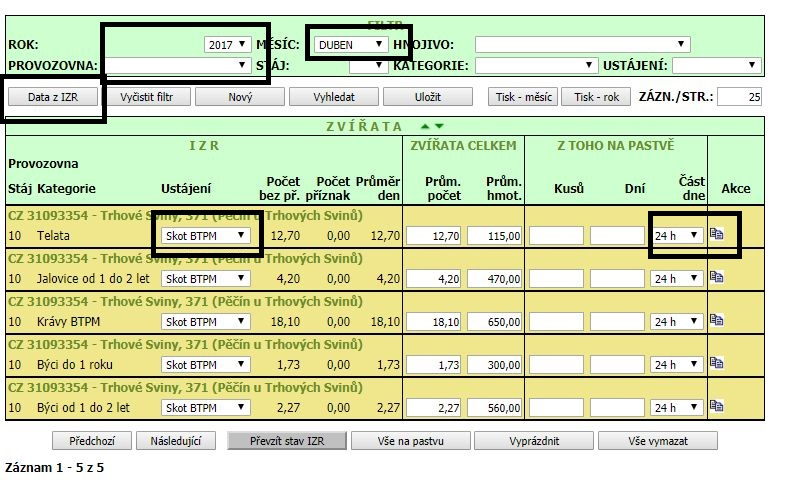 FILTR
ROK: 2017 MĚSÍC: DUBEN HNOJIVO:
PROVOZOVNA: STÁJ: KATEGORIE: USTÁJENÍ:
Data z IZR Vyčistit filtr Nový Vyhledat Uložit Tisk - měsíc Tisk - rok ZÁZN./STR.: 25
ZVÍŘATA
IZR ZVÍŘATA CELKEM Z TOHO NA PASTVĚ
Provozovna
Stáj Kategorie Ustájení Počet bez př. Počet příznak Průměr den Prům. počet Prům. hmot. Kusů Dní Část dne Akce
CZ 31093354 - Trhové Sviny, 371 (Pěčín u Trhových Svinů)
10 Telata Skot BTPM 12,70 0,00 12,70 12,70 115,00 24 h
CZ 31093354 - Trhové Sviny, 371 (Pěčín u Trhových Svinů)
10 Jalovice od 1 do 2 let Skot BTPM 4,20 0,00 4,20 4,20 470,00 24 h
CZ 31093354 - Trhové Sviny, 371 (Pěčín u Trhových Svinů)
10 Krávy BTPM Skot BTPM 18,10 0,00 18,10 18,10 650,00 24 h
CZ 31093354 - Trhové Sviny, 371 (Pěčín u Trhových Svinů)
10 Býci do 1 roku Skot BTPM 1,73 0,00 1,73 1,73 300,00 24 h
CZ 31093354 - Trhové Sviny, 371 (Pěčín u Trhových Svinů)
10 Býci od 1 do 2 let Skot BTPM 2,27 0,00 2,27 2,27 560,00 24 h
Předchozí Následující Převzít stav IZR Vše na pastvu Vyprázdnit Vše vymazat
Záznam 1 - 5 z 5